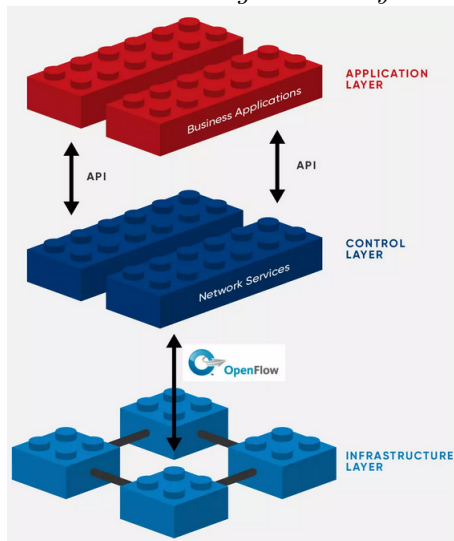 APPLICATION
LAYER
Business Applications
API
API
CONTROL
LAYER
Network Services
OpenFlow
INFRASTRUCTURE
LAYER